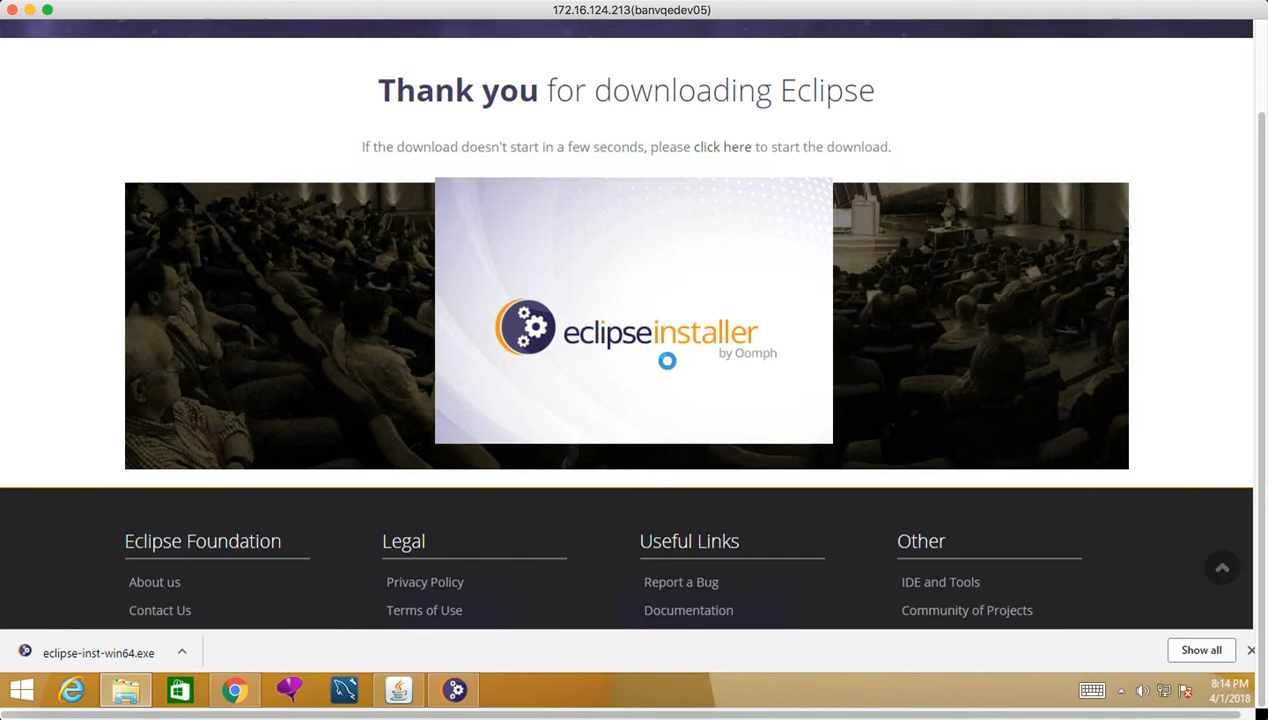 172.16.124.213(banvqedev05)
Thank you for downloading Eclipse
If the download doesn't start in a few seconds, please click here to start the download.
eclipseinstaller
by Oomph
Eclipse Foundation
About us
Contact Us
Legal
Privacy Policy
Terms of Use
Useful Links
Report a Bug
Documentation
Other
IDE and Tools
Community of Projects
eclipse-inst-win64.exe
Show all
8:14 PM
4/1/2018